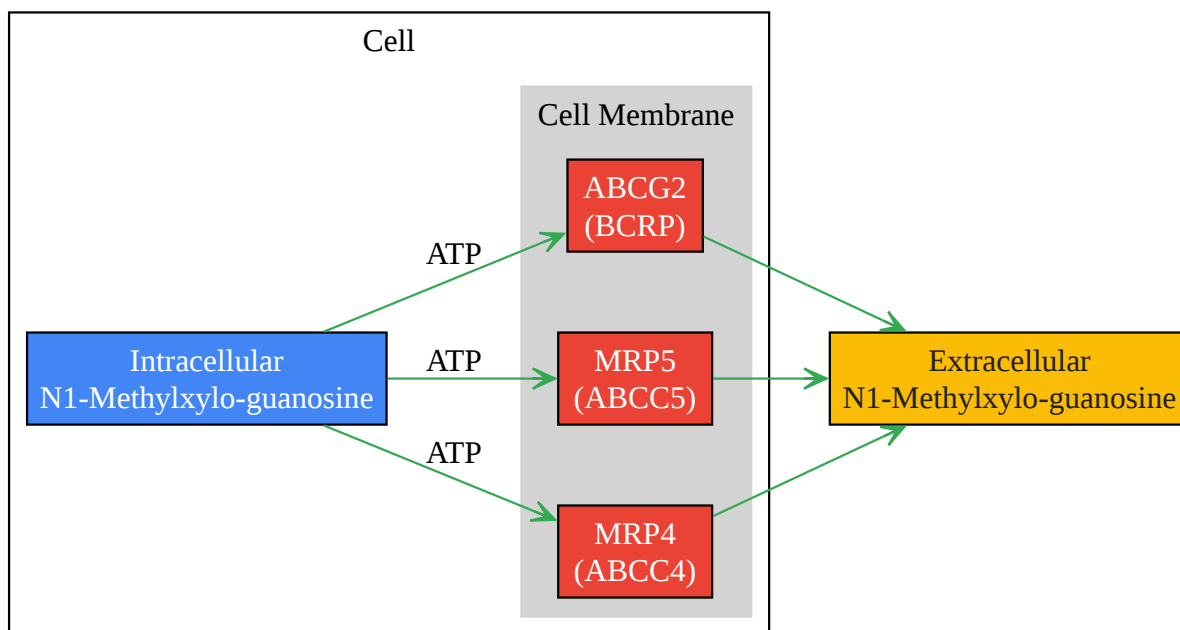 Cell
Cell Membrane
ABCG2
(BCRP)
ATP
Intracellular
N1-Methylxylo-guanosine
ATP
MRP5
(ABCC5)
Extracellular
N1-Methylxylo-guanosine
ATP
MRP4
(ABCC4)